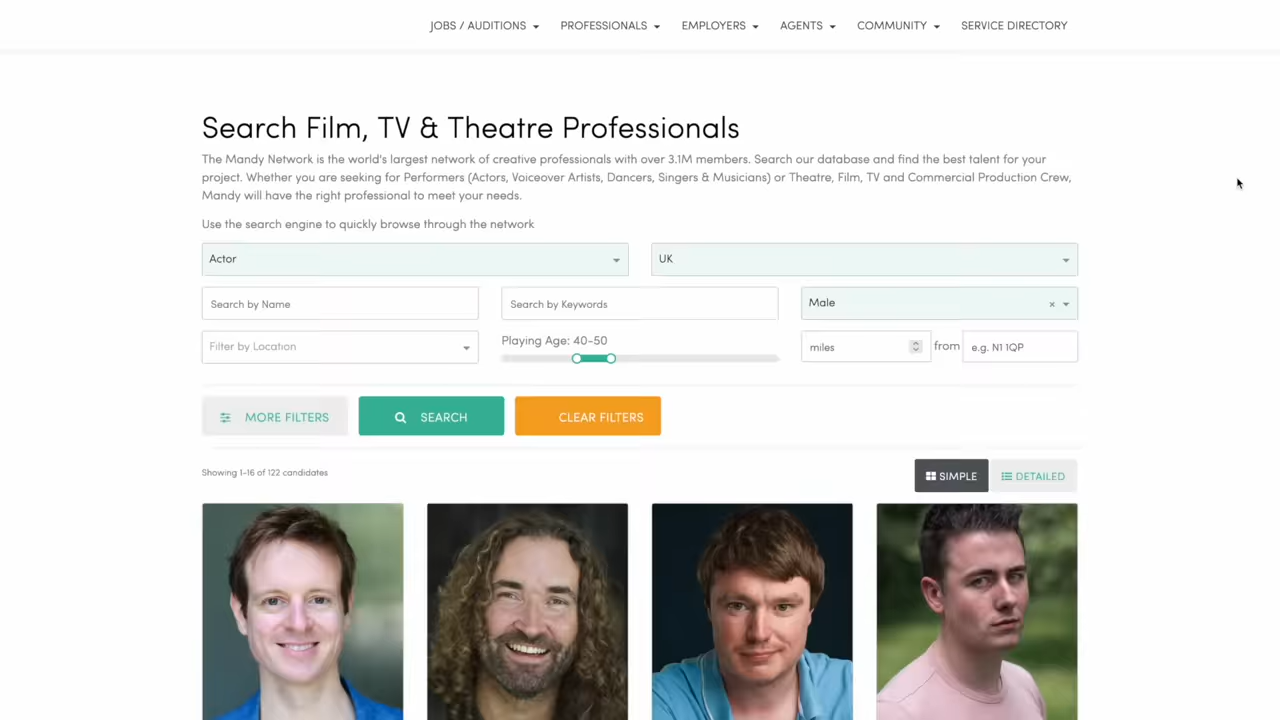 JOBS / AUDITIONS PROFESSIONALS EMPLOYERS AGENTS COMMUNITY SERVICE DIRECTORY
Search Film, TV & Theatre Professionals
The Mandy Network is the world's largest network of creative professionals with over 3.1M members. Search our database and find the best talent for your
project. Whether you are seeking for Performers (Actors, Voiceover Artists, Dancers, Singers & Musicians) or Theatre, Film, TV and Commercial Production Crew,
Mandy will have the right professional to meet your needs.
Use the search engine to quickly browse through the network
Actor UK
Search by Name Search by Keywords Male ×
Filter by Location Playing Age: 40-50 miles from e.g. N1 1QP
MORE FILTERS SEARCH CLEAR FILTERS
Showing 1-16 of 122 candidates SIMPLE DETAILED